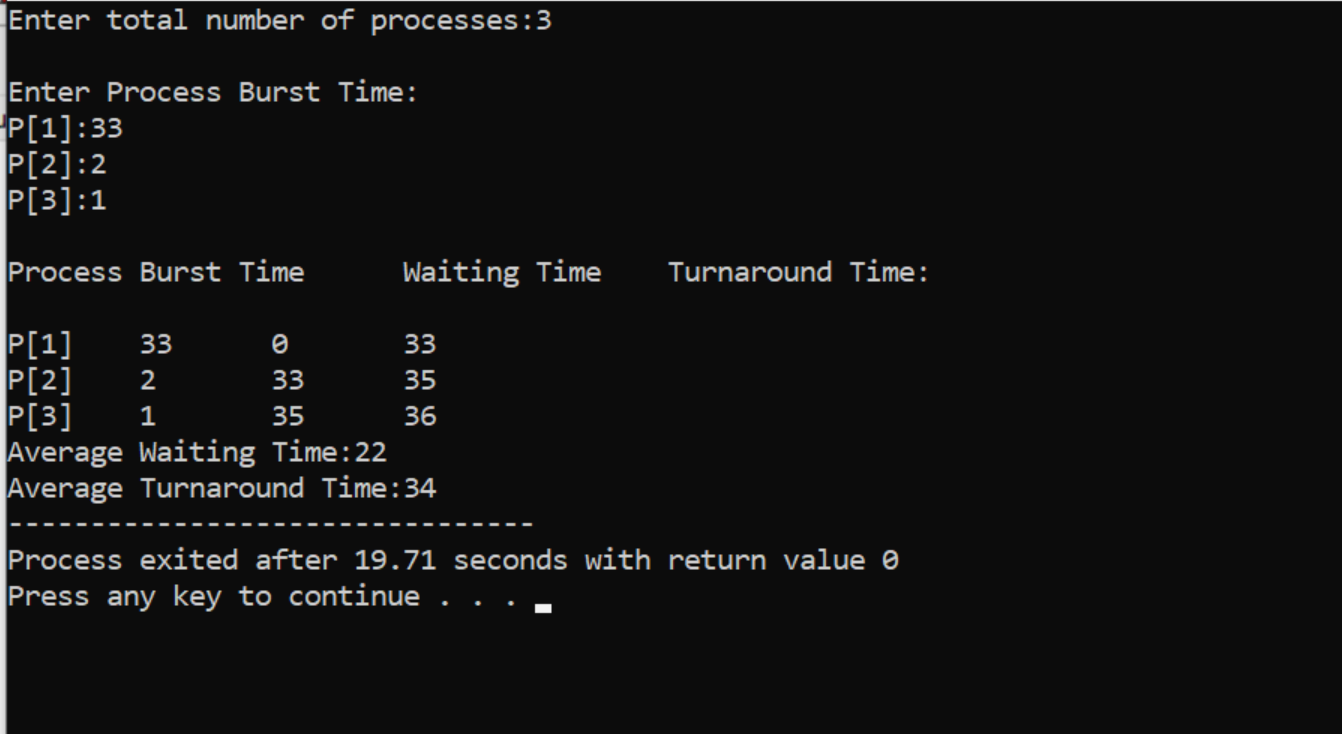 Enter total number of processes:3
Enter Process Burst Time:
P[1]:33
P[2]:2
P[3]:1
Process Burst Time Waiting Time Turnaround Time:
P[1] 33 0 33
P[2] 2 33 35
P[3] 1 35 36
Average Waiting Time:22
Average Turnaround Time:34
--------------------------------
Process exited after 19.71 seconds with return value 0
Press any key to continue . . .